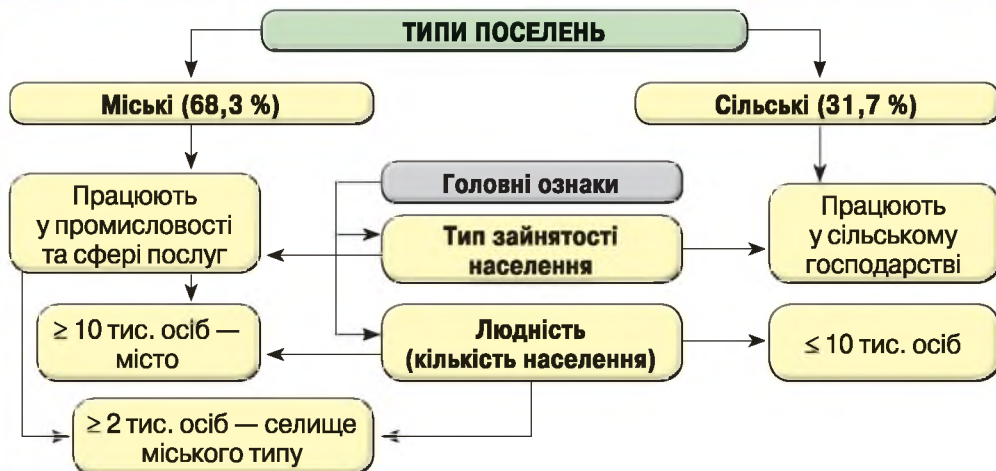 ТИПИ ПОСЕЛЕНЬ
Міські (68,3 %)
Сільські (31,7 %)
Працюють
у промисловості
та сфері послуг
Головні ознаки
Тип зайнятості
населення
Працюють
у сільському
господарстві
≥ 10 тис. осіб —
місто
Людність
(кількість населення)
≤ 10 тис. осіб
≥ 2 тис. осіб — селище
міського типу